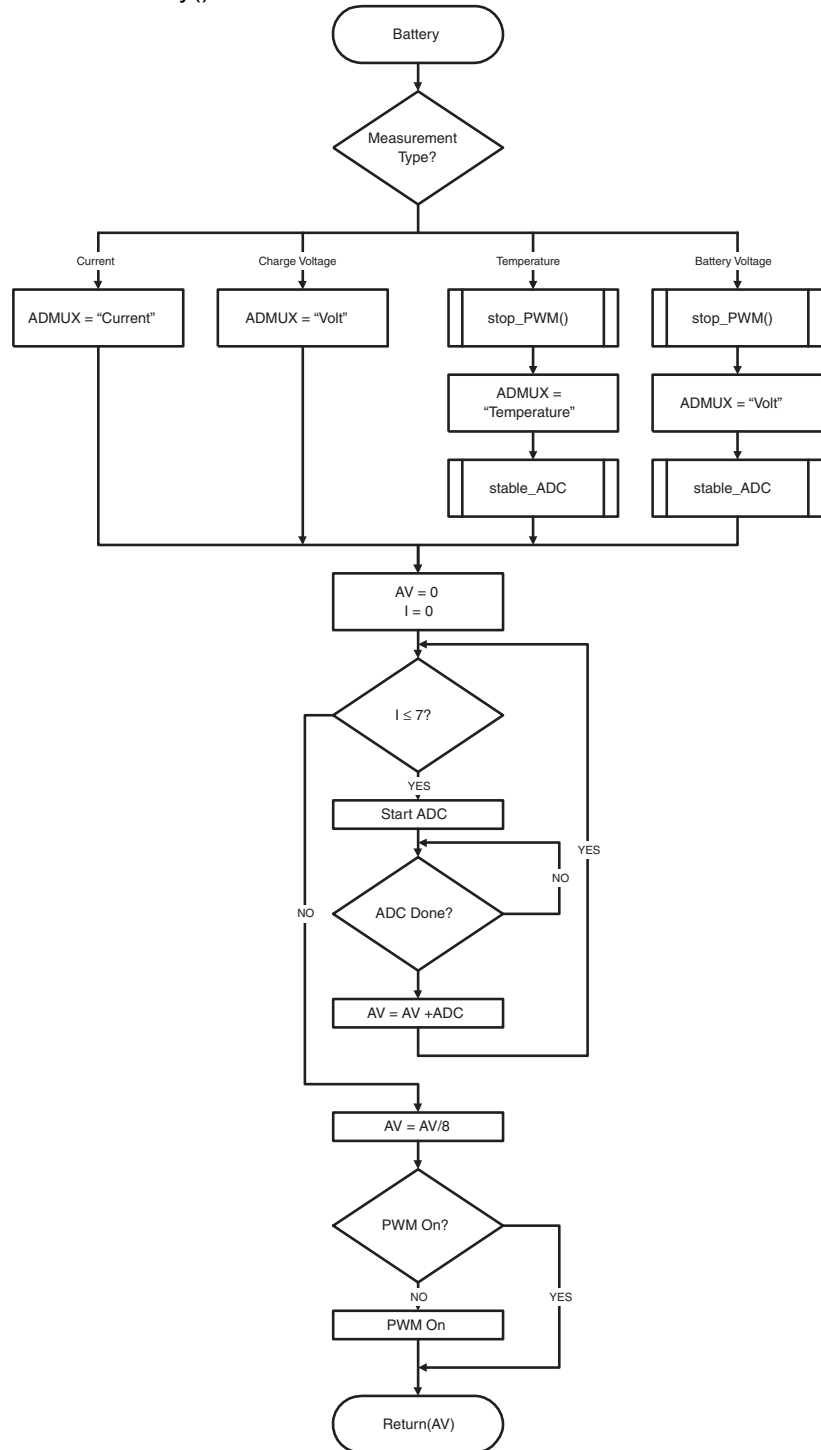 Battery
Measurement
Type?
Current
Charge Voltage
Temperature
Battery Voltage
ADMUX = “Current”
ADMUX = “Volt”
stop_PWM()
stop_PWM()
ADMUX =
“Temperature”
ADMUX = “Volt”
stable_ADC
stable_ADC
AV = 0
I = 0
I ≤ 7?
YES
Start ADC
YES
NO
NO
ADC Done?
AV = AV +ADC
AV = AV/8
PWM On?
NO
YES
PWM On
Return(AV)